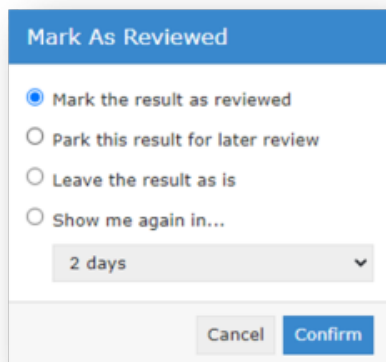 Mark As Reviewed
Mark the result as reviewed
Park this result for later review
Leave the result as is
Show me again in...
2 days
Cancel Confirm